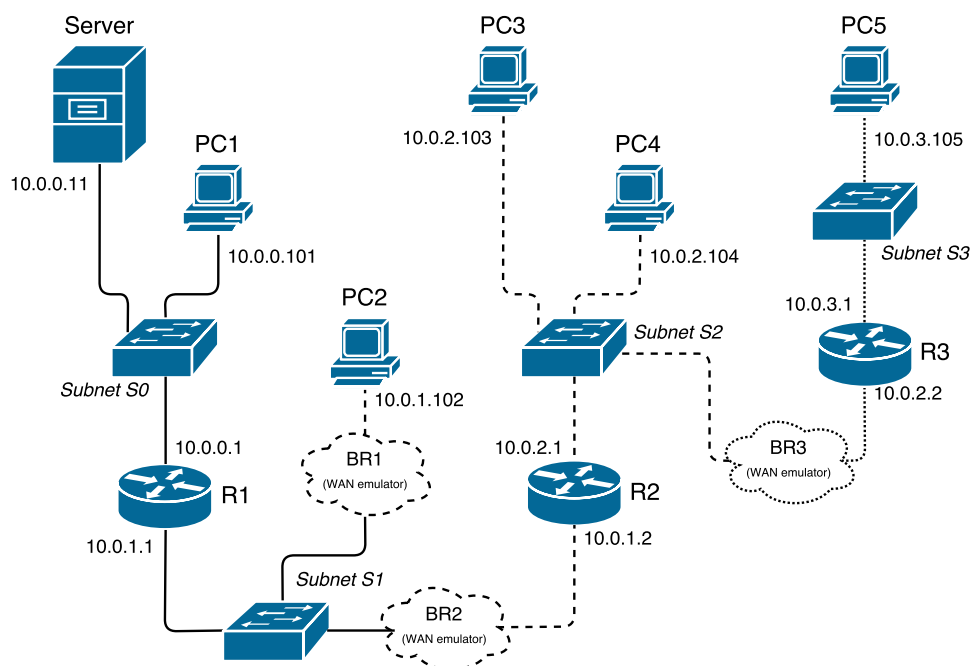 Server
PC3
PC5
10.0.2.103
10.0.3.105
PC1
PC4
10.0.0.11
10.0.0.101
10.0.2.104
Subnet S3
PC2
10.0.3.1
Subnet S2
R3
Subnet S0
10.0.1.102
10.0.2.2
10.0.0.1
BR1
(WAN emulator)
10.0.2.1
BR3
(WAN emulator)
R1
R2
10.0.1.1
10.0.1.2
Subnet S1
BR2
(WAN emulator)